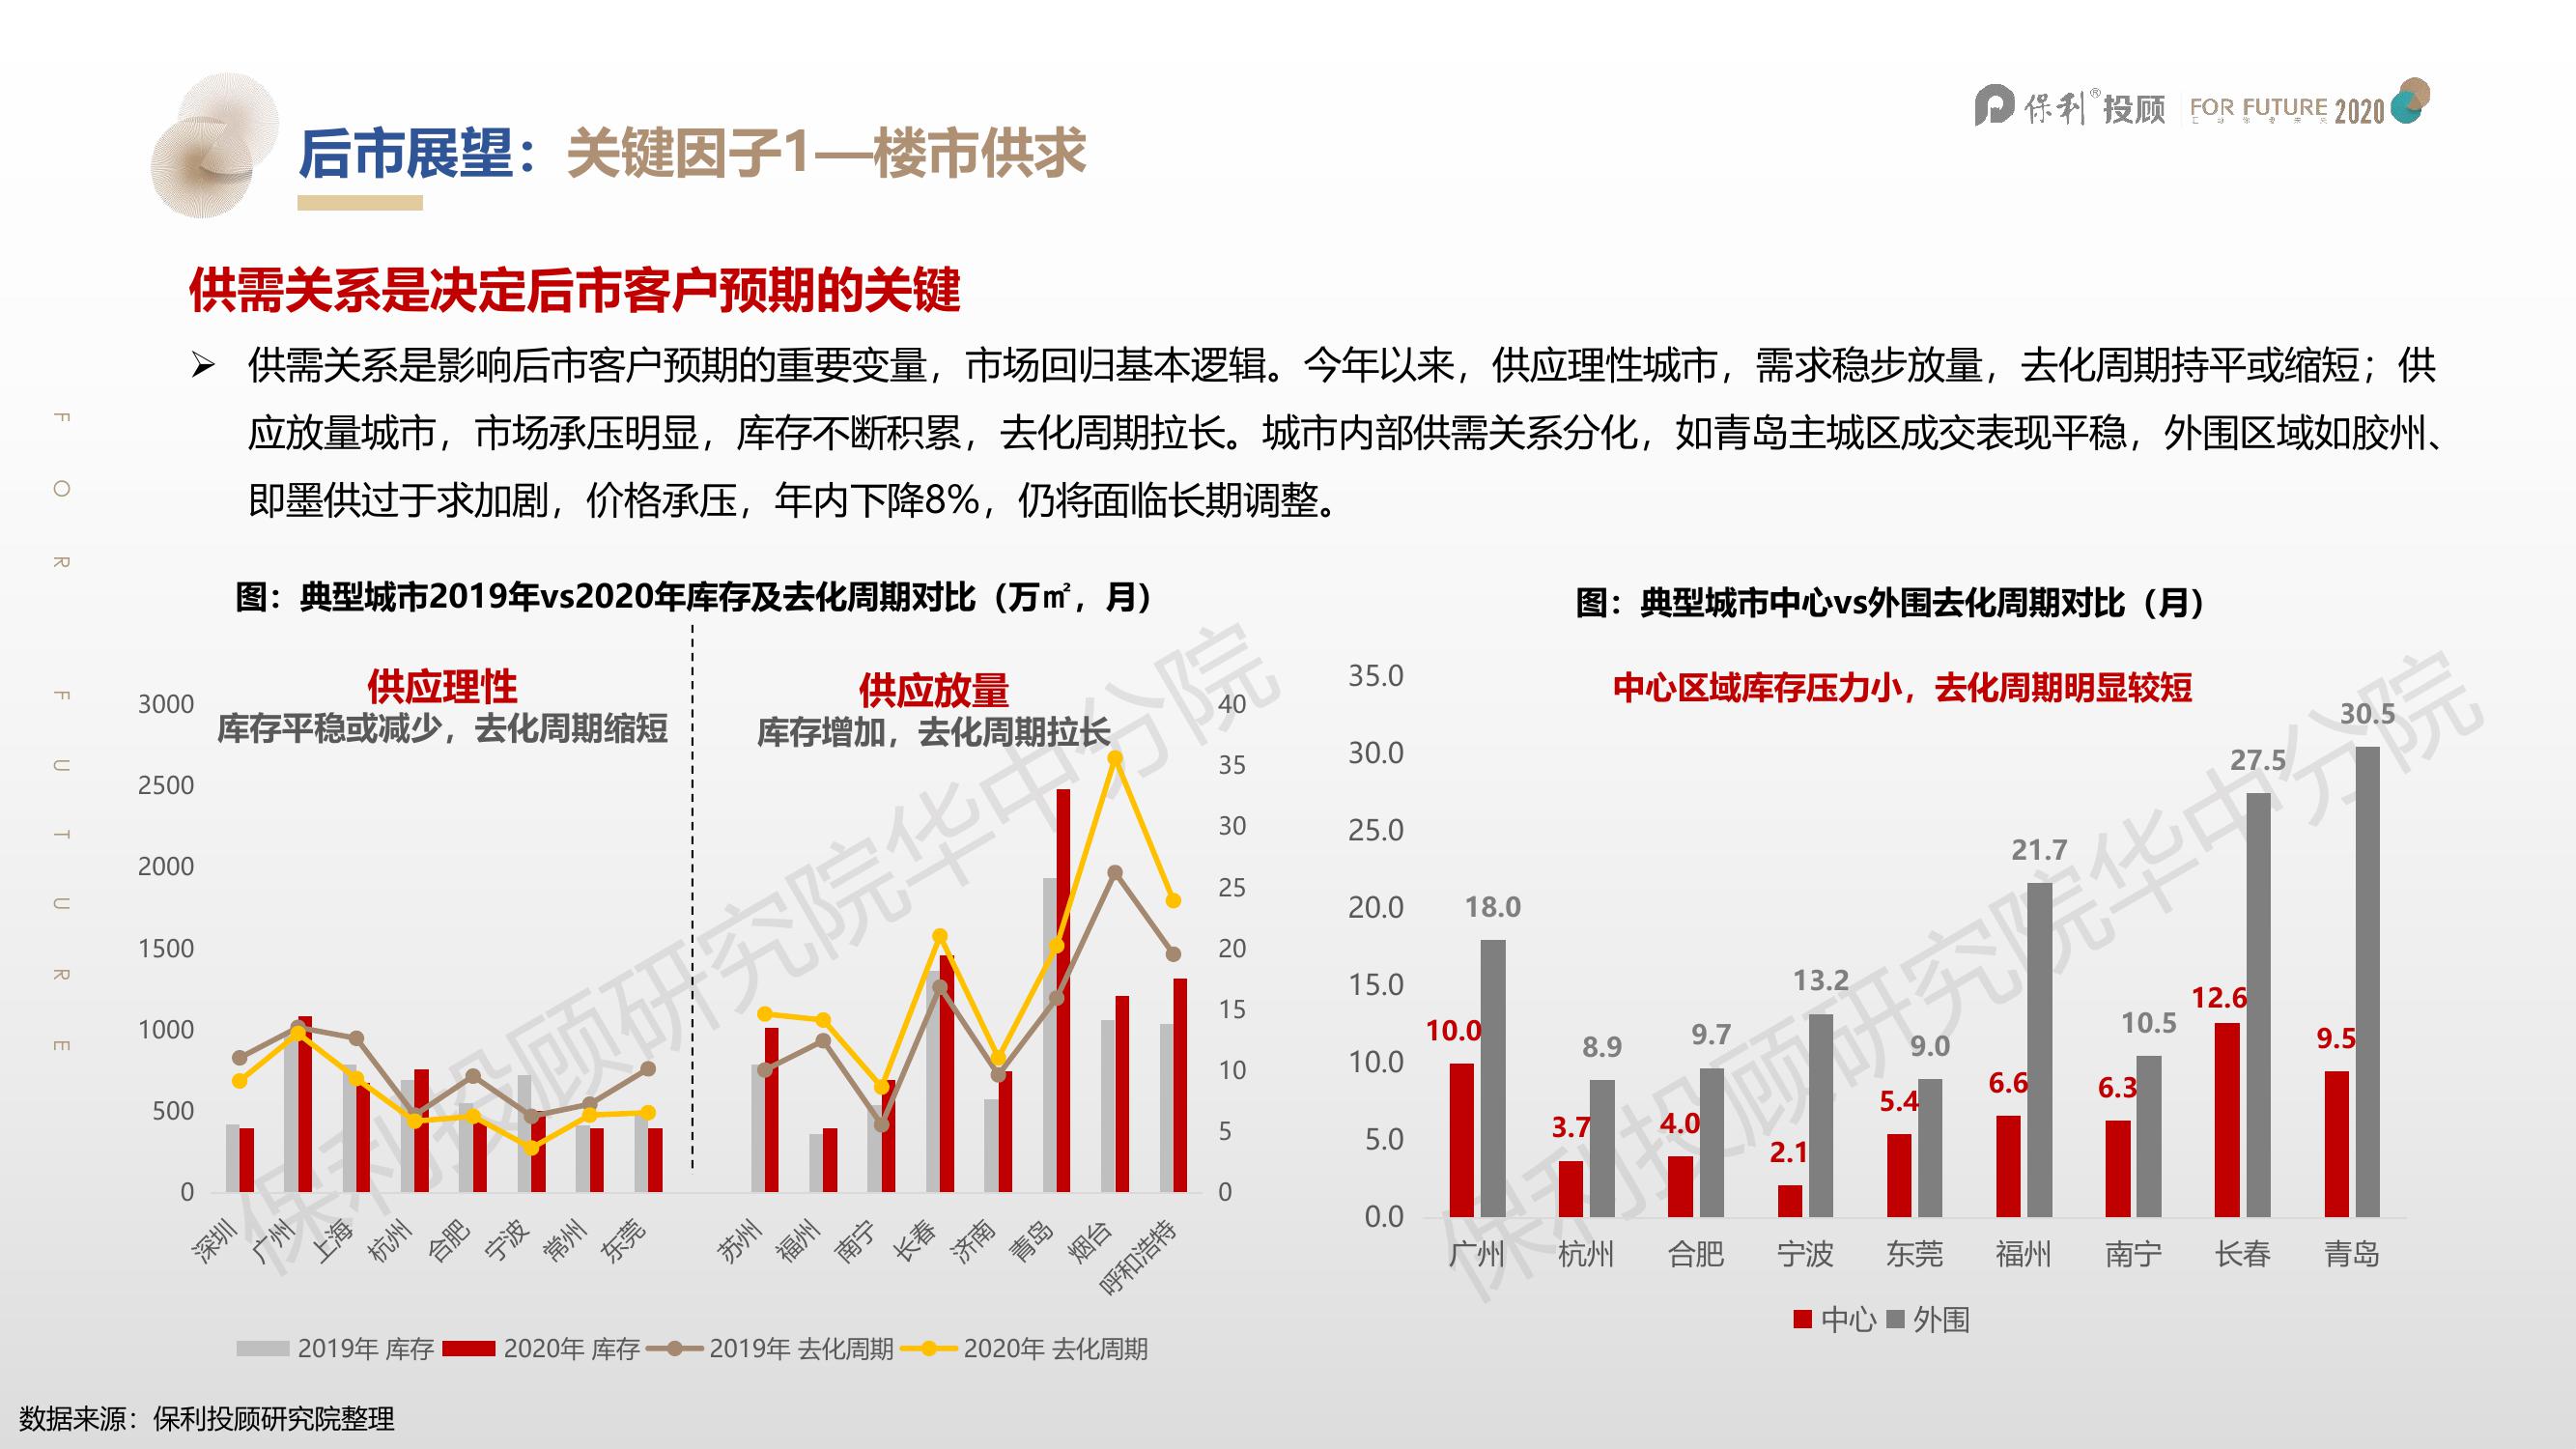 保利®投顾 FOR FUTURE 2020
后市展望：关键因子1—楼市供求
供需关系是决定后市客户预期的关键
➢ 供需关系是影响后市客户预期的重要变量，市场回归基本逻辑。今年以来，供应理性城市，需求稳步放量，去化周期持平或缩短；供
应放量城市，市场承压明显，库存不断积累，去化周期拉长。城市内部供需关系分化，如青岛主城区成交表现平稳，外围区域如胶州、
即墨供过于求加剧，价格承压，年内下降8%，仍将面临长期调整。
FOR FUTURE
图：典型城市2019年vs2020年库存及去化周期对比（万㎡，月）
供应理性
库存平稳或减少，去化周期缩短
供应放量
库存增加，去化周期拉长
3000
2500
2000
1500
1000
500
0
40
35
30
25
20
15
10
5
0
深圳 广州 上海 杭州 合肥 宁波 常州 东莞 苏州 福州 南宁 长春 济南 青岛 烟台 呼和浩特
2019年 库存 2020年 库存 2019年 去化周期 2020年 去化周期
图：典型城市中心vs外围去化周期对比（月）
中心区域库存压力小，去化周期明显较短
35.0
30.0
25.0
20.0
15.0
10.0
5.0
0.0
10.0 18.0
3.7 8.9
4.0 9.7
2.1 13.2
5.4 9.0
6.6 21.7
6.3 10.5
12.6 27.5
9.5 30.5
广州 杭州 合肥 宁波 东莞 福州 南宁 长春 青岛
中心 外围
保利投顾研究院华中分院
保利投顾研究院华中分院
数据来源：保利投顾研究院整理